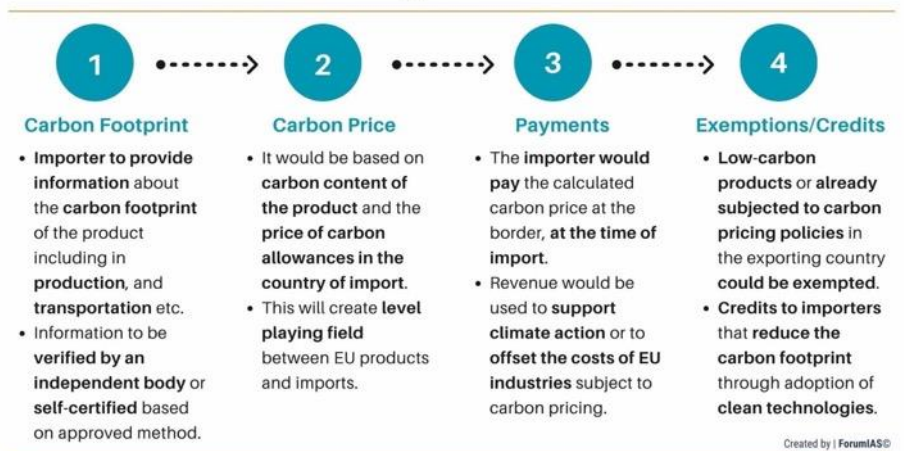 1
Carbon Footprint
• Importer to provide
information about
the carbon footprint
of the product
including in
production, and
transportation etc.
• Information to be
verified by an
independent body or
self-certified based
on approved method.
2
Carbon Price
• It would be based on
carbon content of
the product and the
price of carbon
allowances in the
country of import.
• This will create level
playing field
between EU products
and imports.
3
Payments
• The importer would
pay the calculated
carbon price at the
border, at the time of
import.
• Revenue would be
used to support
climate action or to
offset the costs of EU
industries subject to
carbon pricing.
4
Exemptions/Credits
• Low-carbon
products or already
subjected to carbon
pricing policies in
the exporting country
could be exempted.
• Credits to importers
that reduce the
carbon footprint
through adoption of
clean technologies.
Created by | ForumIAS©